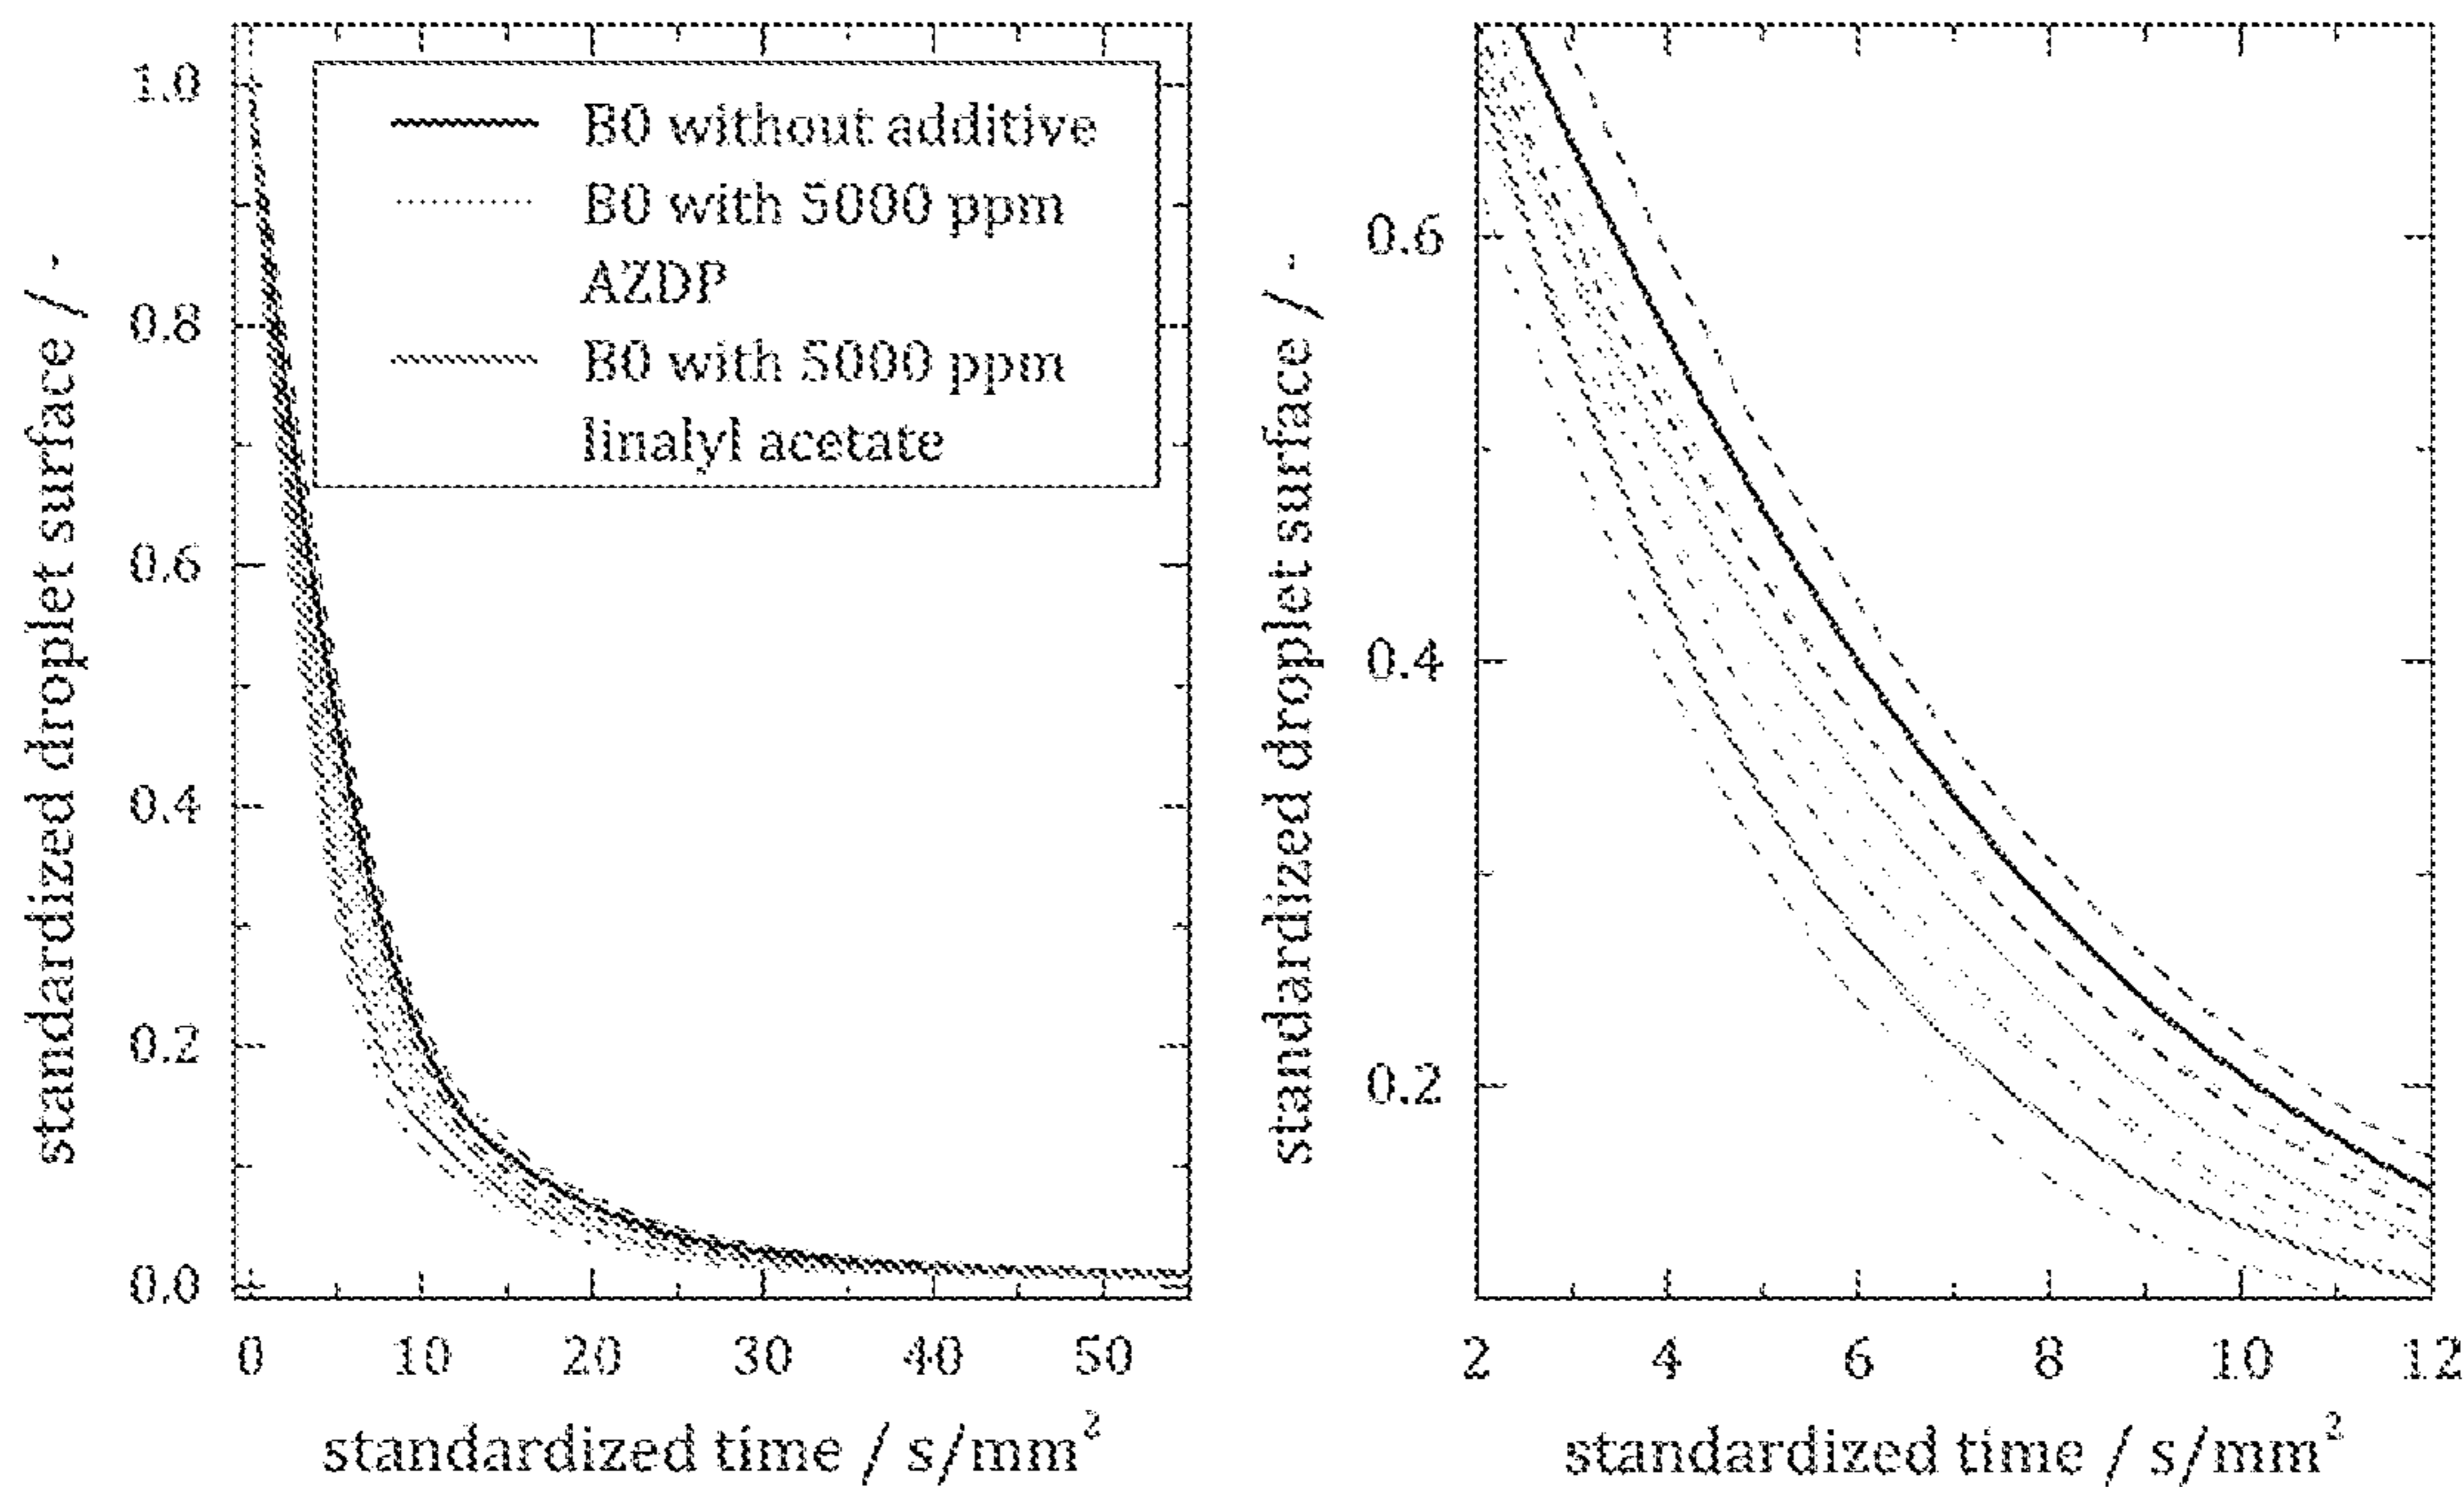 standardized droplet surface / -
1.0
0.8
0.6
0.4
0.2
0.0
B0 without additive
B0 with 5000 ppm
AZDP
B0 with 5000 ppm
linalyl acetate
0 10 20 30 40 50
standardized time / s/mm²
standardized droplet surface / -
0.6
0.4
0.2
2 4 6 8 10 12
standardized time / s/mm²